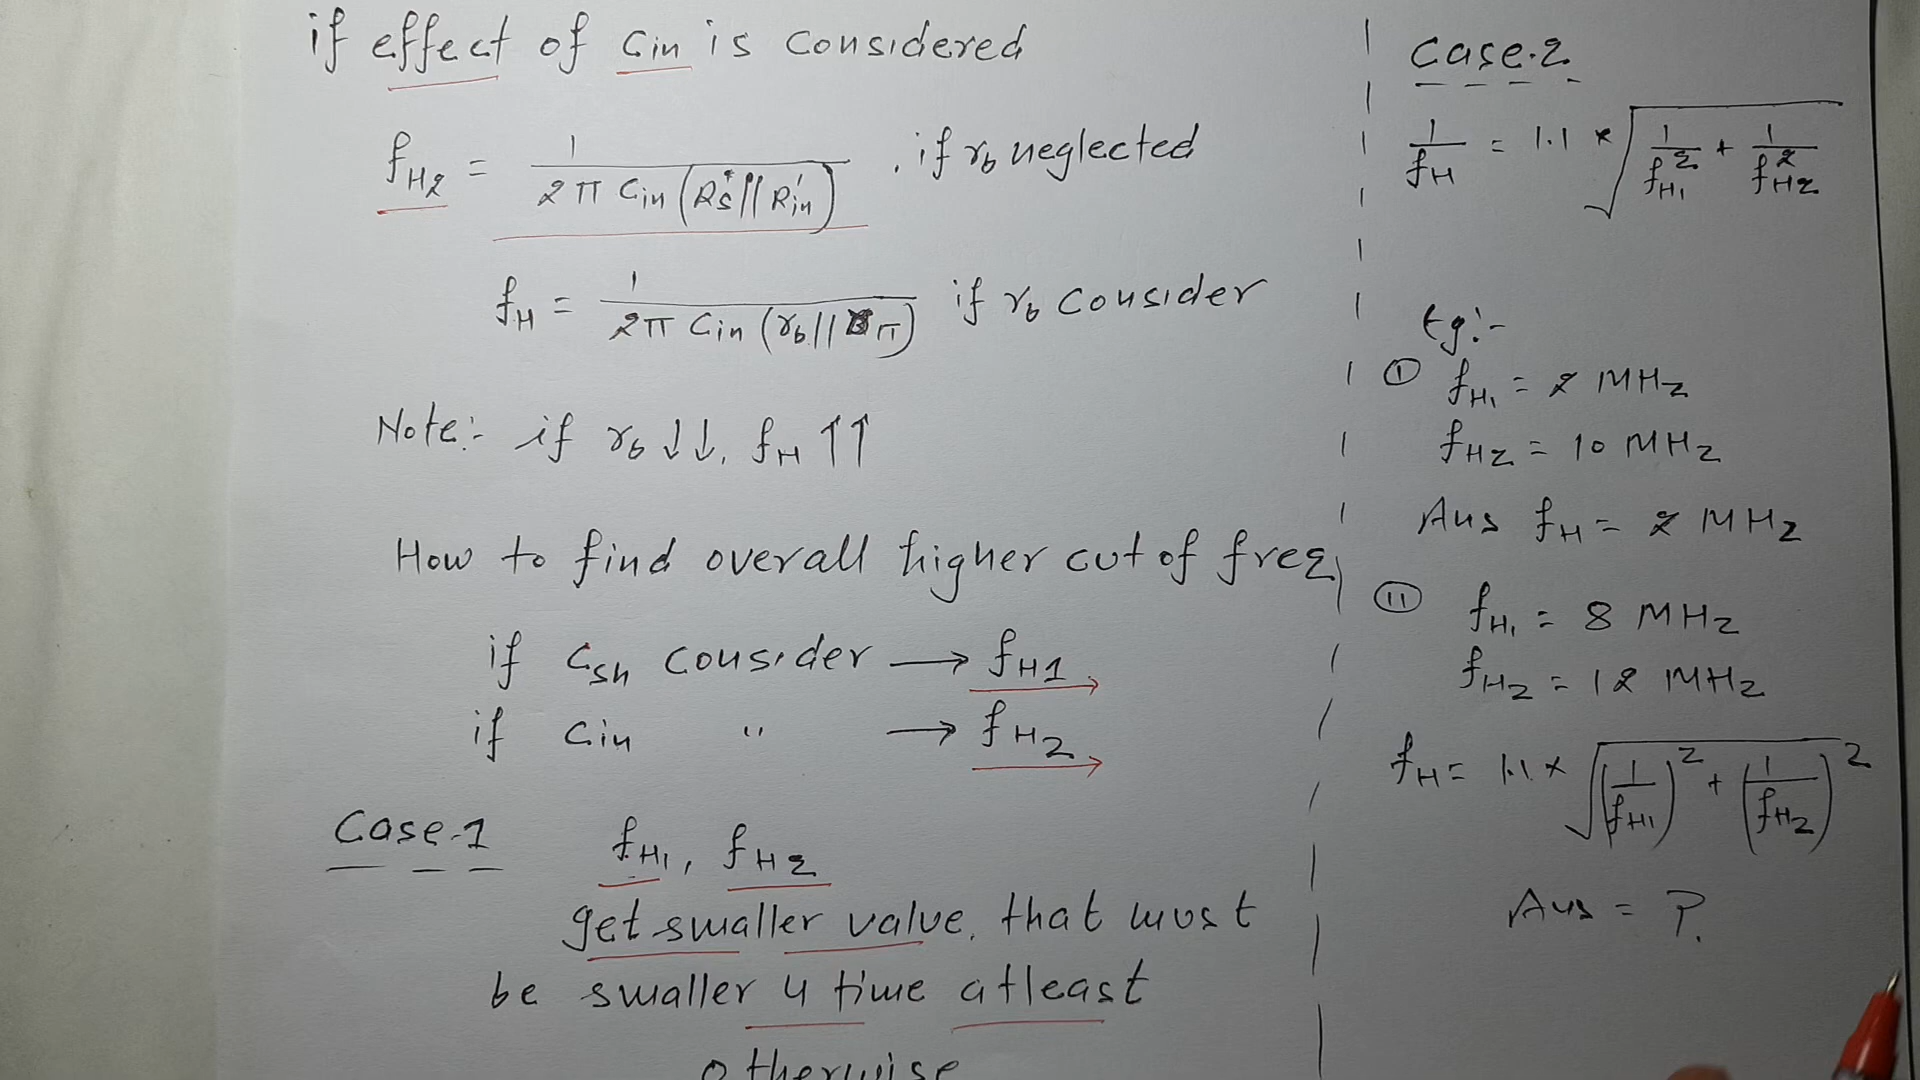 if effect of Cin is considered
fH2 = 1 / 2π Cin (Rs* || R'in) , if rb neglected
fH = 1 / 2π Cin (rb || π) if rb consider
Note:- if rb ↓↓, fH ↑↑
How to find overall higher cut of freq
if Csh consider → fH1
if Cin " → fH2
Case-1 fH1, fH2
get smaller value, that must
be smaller 4 time atleast
otherwise
Case-2
1/fH = 1.1 * √(1/fH1² + 1/fH2²)
Eg:-
(I) fH1 = 2 MHz
fH2 = 10 MHz
Ans fH = 2 MHz
(II) fH1 = 8 MHz
fH2 = 12 MHz
fH = 1.1 * √((1/fH1)² + (1/fH2)²)
Ans = ?